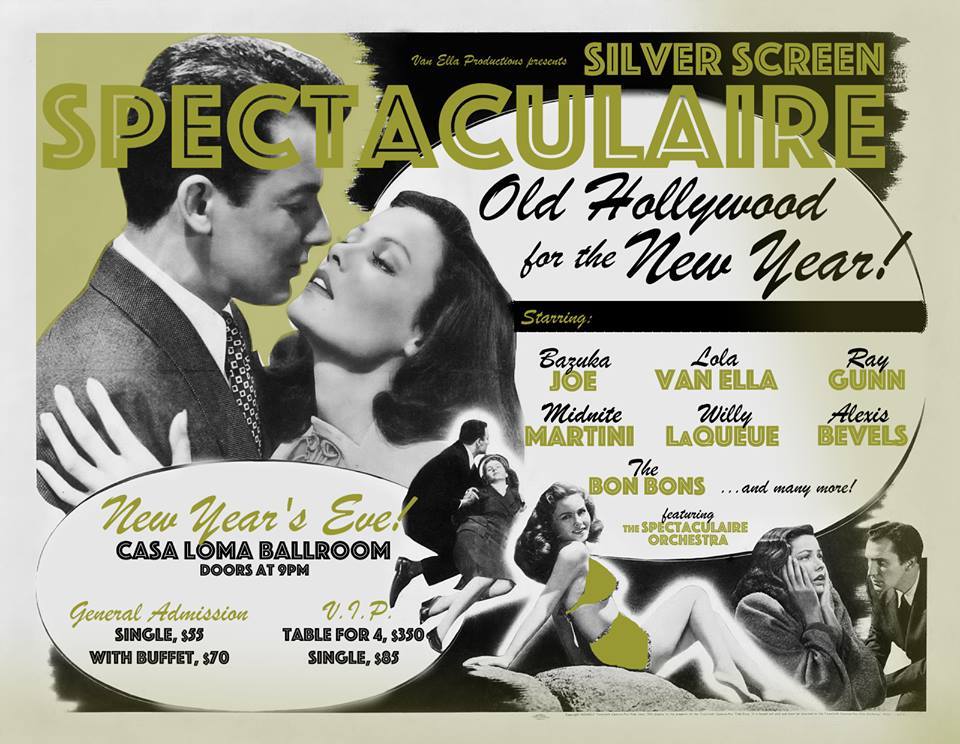 Van Ella Productions presents
SILVER SCREEN
SPECTACULAIRE
Old Hollywood
for the New Year!
Starring:
Bazuka
JOE
Lola
VAN ELLA
Ray
GUNN
Midnite
MARTINI
Willy
LAQUEUE
Alexis
BEVELS
The
BON BONS
...and many more!
featuring
THE SPECTACULAIRE
ORCHESTRA
New Year's Eve!
CASA LOMA BALLROOM
DOORS AT 9PM
General Admission
SINGLE, $55
WITH BUFFET, $70
V.I.P.
TABLE FOR 4, $350
SINGLE, $85